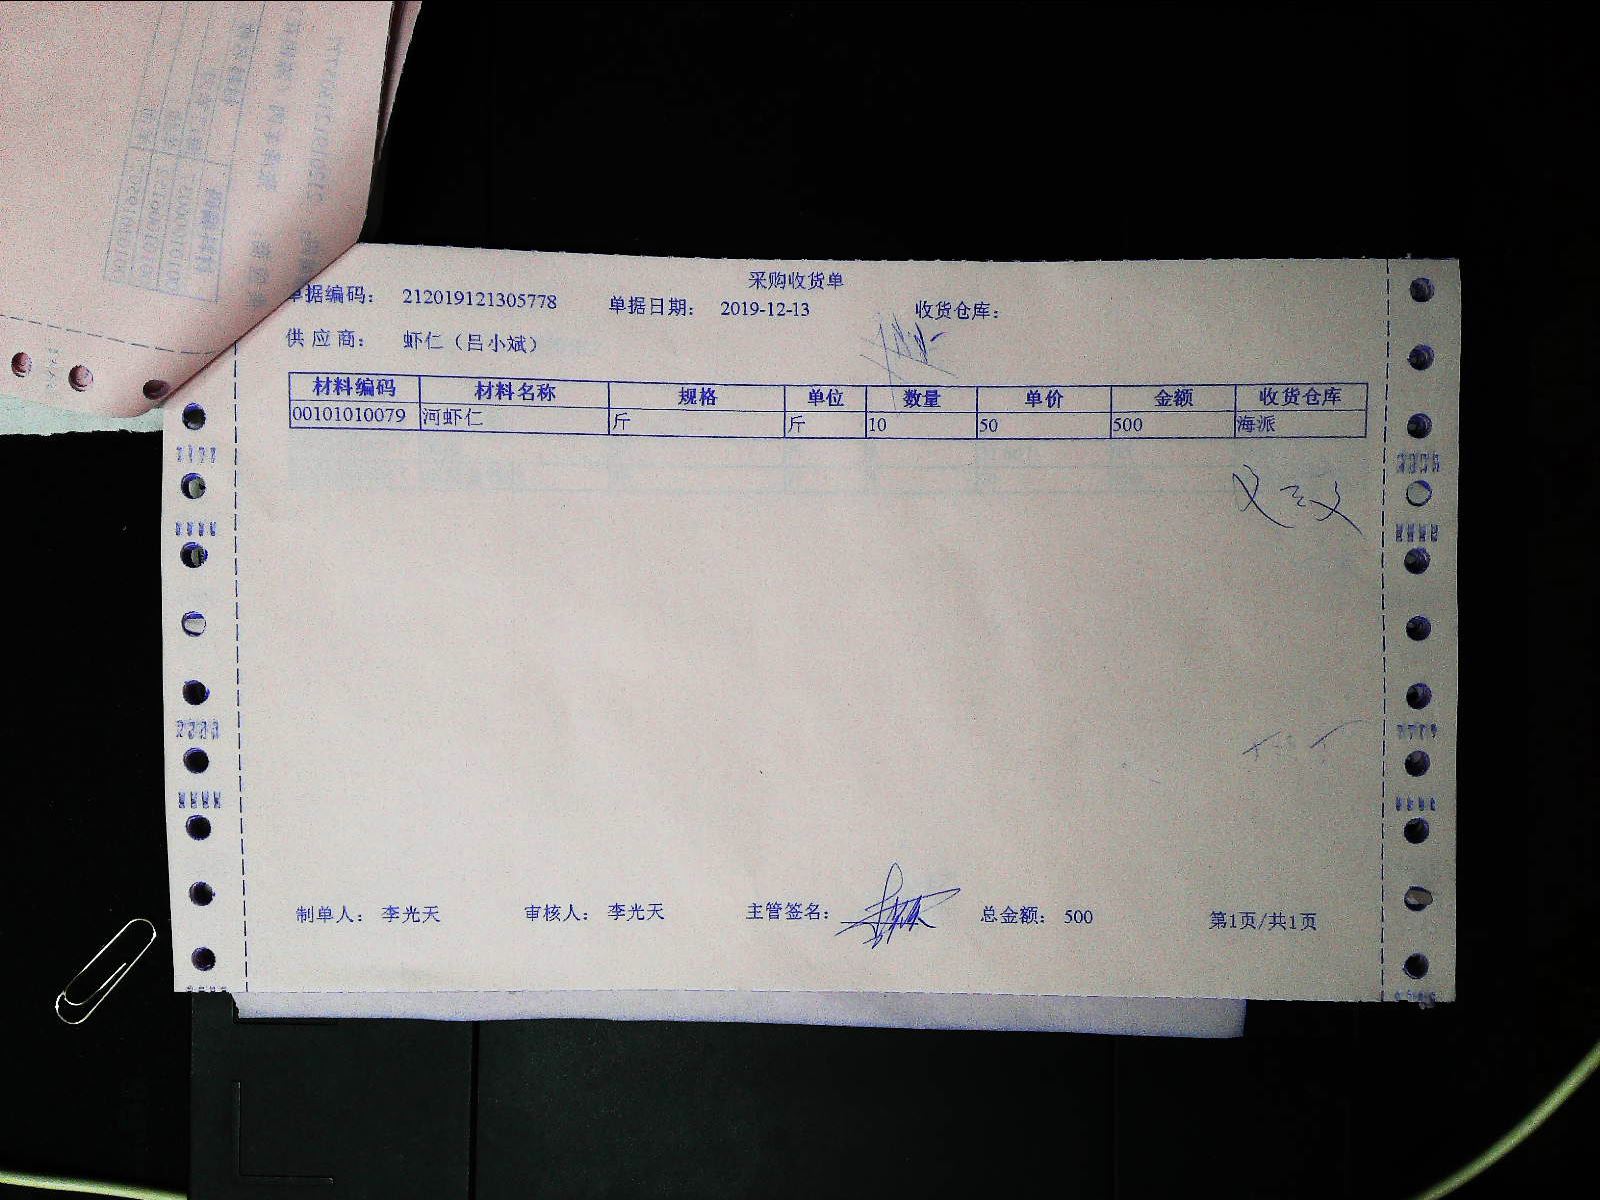 采购收货单
单据编码： 212019121305778 单据日期： 2019-12-13 收货仓库：
供应商： 虾仁（吕小斌）
材料编码 材料名称 规格 单位 数量 单价 金额 收货仓库
00101010079 河虾仁 斤 斤 10 50 500 海派
制单人： 李光天 审核人： 李光天 主管签名： 总金额： 500 第1页/共1页